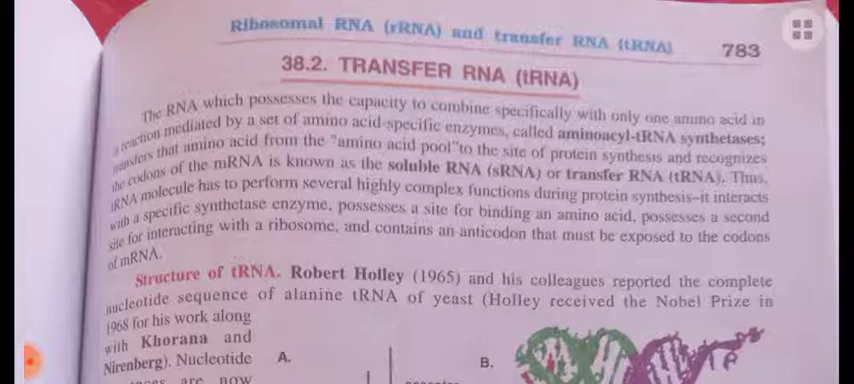 Ribosomal RNA (rRNA) and transfer RNA (tRNA)
783
38.2. TRANSFER RNA (tRNA)
The RNA which possesses the capacity to combine specifically with only one amino acid in
a reaction mediated by a set of amino acid-specific enzymes, called aminoacyl-tRNA synthetases;
transfers that amino acid from the "amino acid pool"to the site of protein synthesis and recognizes
the codons of the mRNA is known as the soluble RNA (sRNA) or transfer RNA (tRNA). Thus,
tRNA molecule has to perform several highly complex functions during protein synthesis–it interacts
with a specific synthetase enzyme, possesses a site for binding an amino acid, possesses a second
site for interacting with a ribosome, and contains an anticodon that must be exposed to the codons
of mRNA.
Structure of tRNA. Robert Holley (1965) and his colleagues reported the complete
nucleotide sequence of alanine tRNA of yeast (Holley received the Nobel Prize in
1968 for his work along
with Khorana and
Nirenberg). Nucleotide
are now
A.
B.